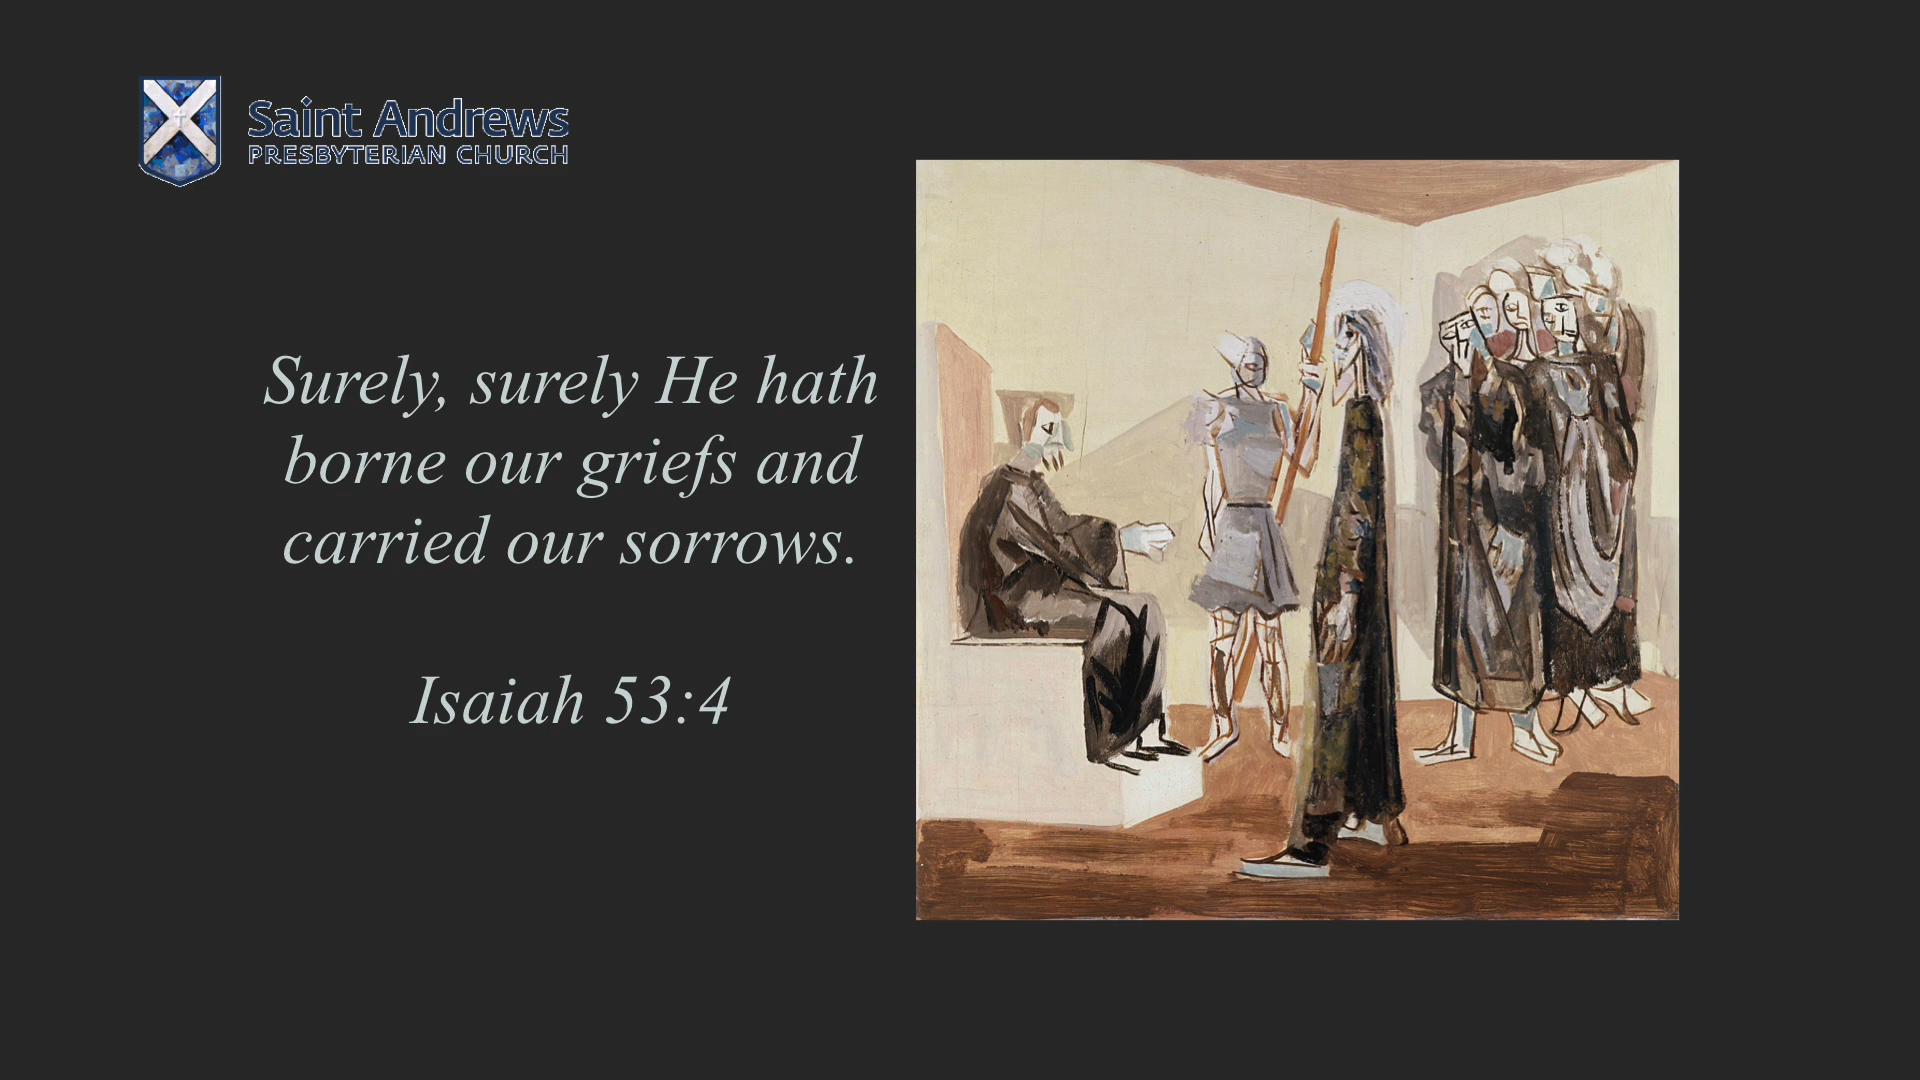 Saint Andrews
PRESBYTERIAN CHURCH
Surely, surely He hath
borne our griefs and
carried our sorrows.
Isaiah 53:4